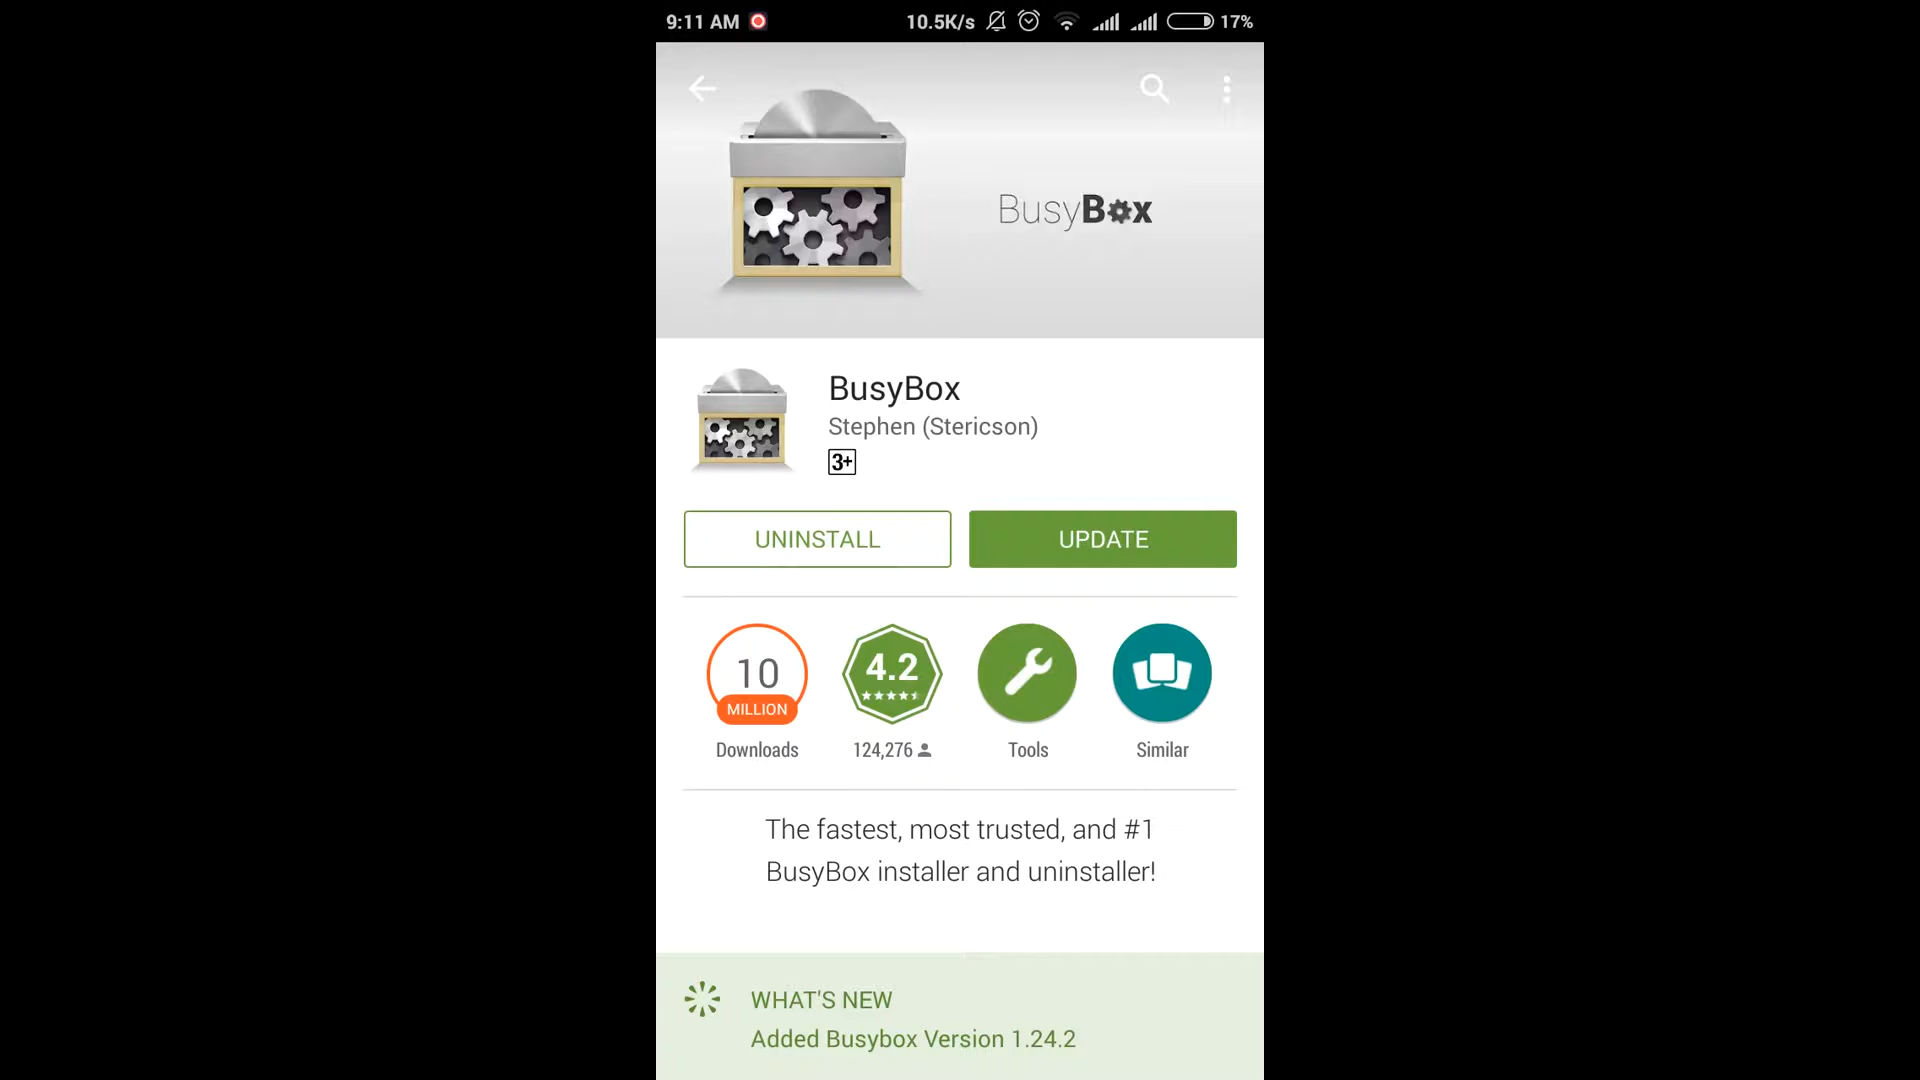 9:11 AM 10.5K/s 17%
BusyBox
BusyBox
Stephen (Stericson)
3+
UNINSTALL UPDATE
10 MILLION 4.2
Downloads 124,276 Tools Similar
The fastest, most trusted, and #1
BusyBox installer and uninstaller!
WHAT'S NEW
Added Busybox Version 1.24.2